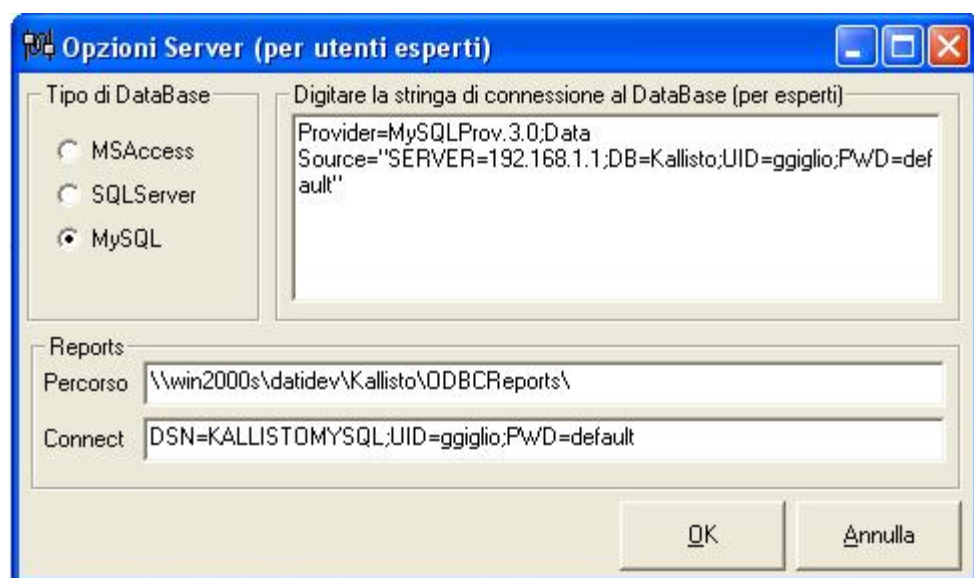 Opzioni Server (per utenti esperti)
Tipo di DataBase
MSAccess
SQLServer
MySQL
Digitare la stringa di connessione al DataBase (per esperti)
Provider=MySQLProv.3.0;Data
Source="SERVER=192.168.1.1;DB=Kallisto;UID=ggiglio;PWD=def
ault"
Reports
Percorso \\win2000s\datidev\Kallisto\ODBCReports\
Connect DSN=KALLISTOMYSQL;UID=ggiglio;PWD=default
OK Annulla